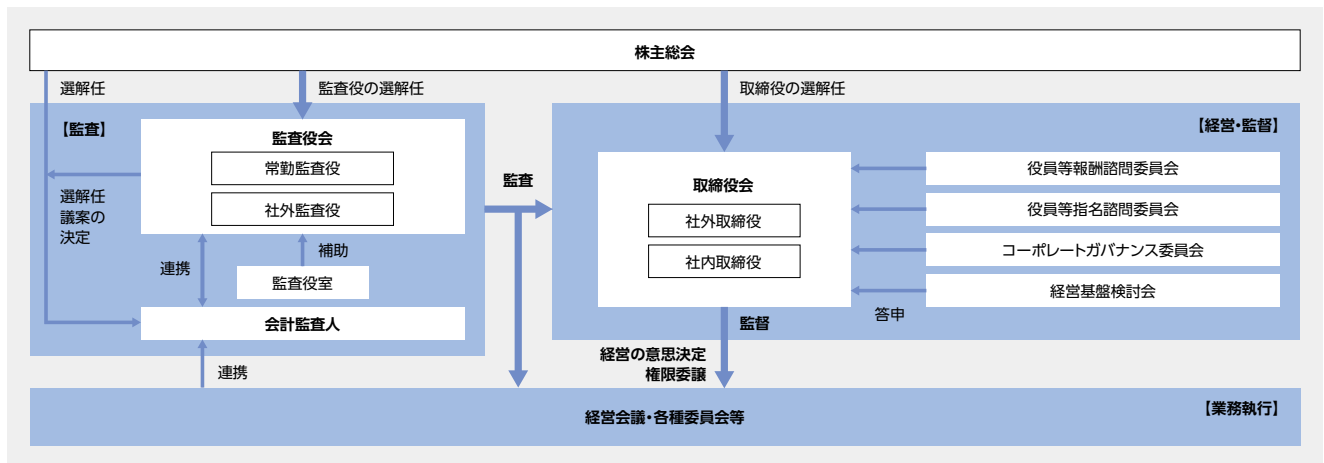 株主総会
選解任
監査役の選解任
取締役の選解任
【監査】
監査役会
常勤監査役
社外監査役
選解任
議案の
決定
連携
補助
監査役室
会計監査人
連携
監査
【経営・監督】
取締役会
社外取締役
社内取締役
役員等報酬諮問委員会
役員等指名諮問委員会
コーポレートガバナンス委員会
経営基盤検討会
答申
監督
経営の意思決定
権限委譲
経営会議・各種委員会等
【業務執行】